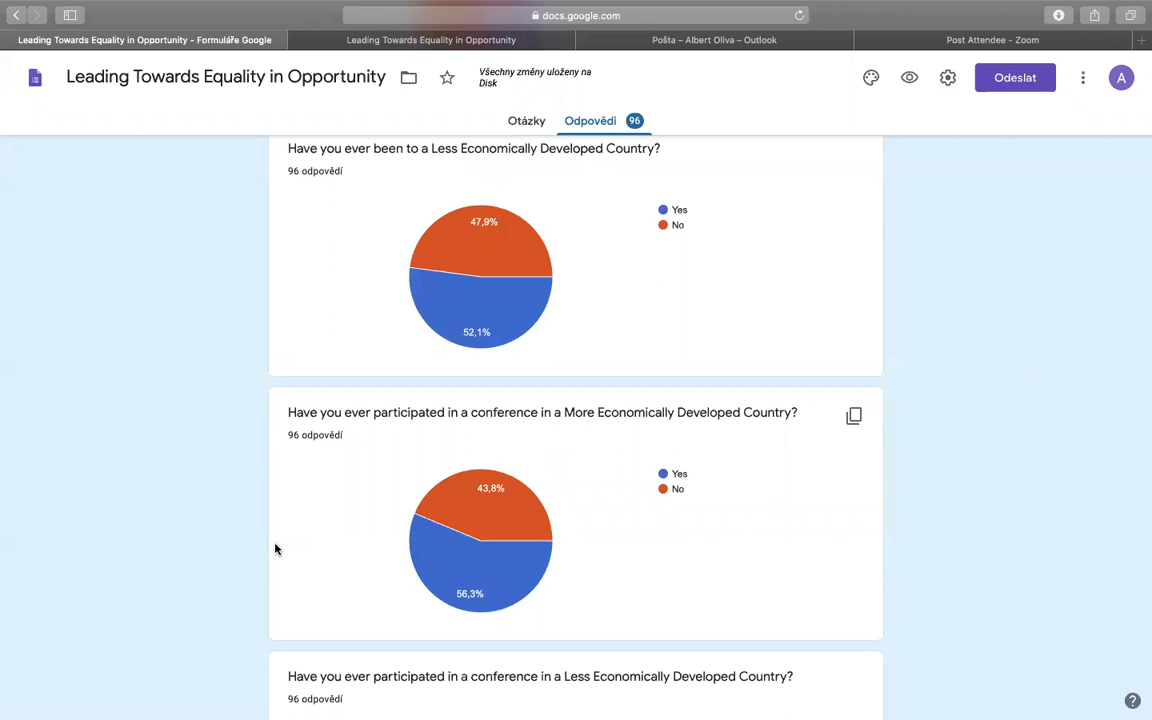 docs.google.com
Leading Towards Equality in Opportunity - Formuláře Google
Leading Towards Equality in Opportunity
Pošta – Albert Oliva – Outlook
Post Attendee - Zoom
Leading Towards Equality in Opportunity
Všechny změny uloženy na
Disk
Odeslat
A
Otázky
Odpovědi 96
Have you ever been to a Less Economically Developed Country?
96 odpovědí
47,9%
52,1%
Yes
No
Have you ever participated in a conference in a More Economically Developed Country?
96 odpovědí
43,8%
56,3%
Yes
No
Have you ever participated in a conference in a Less Economically Developed Country?
96 odpovědí